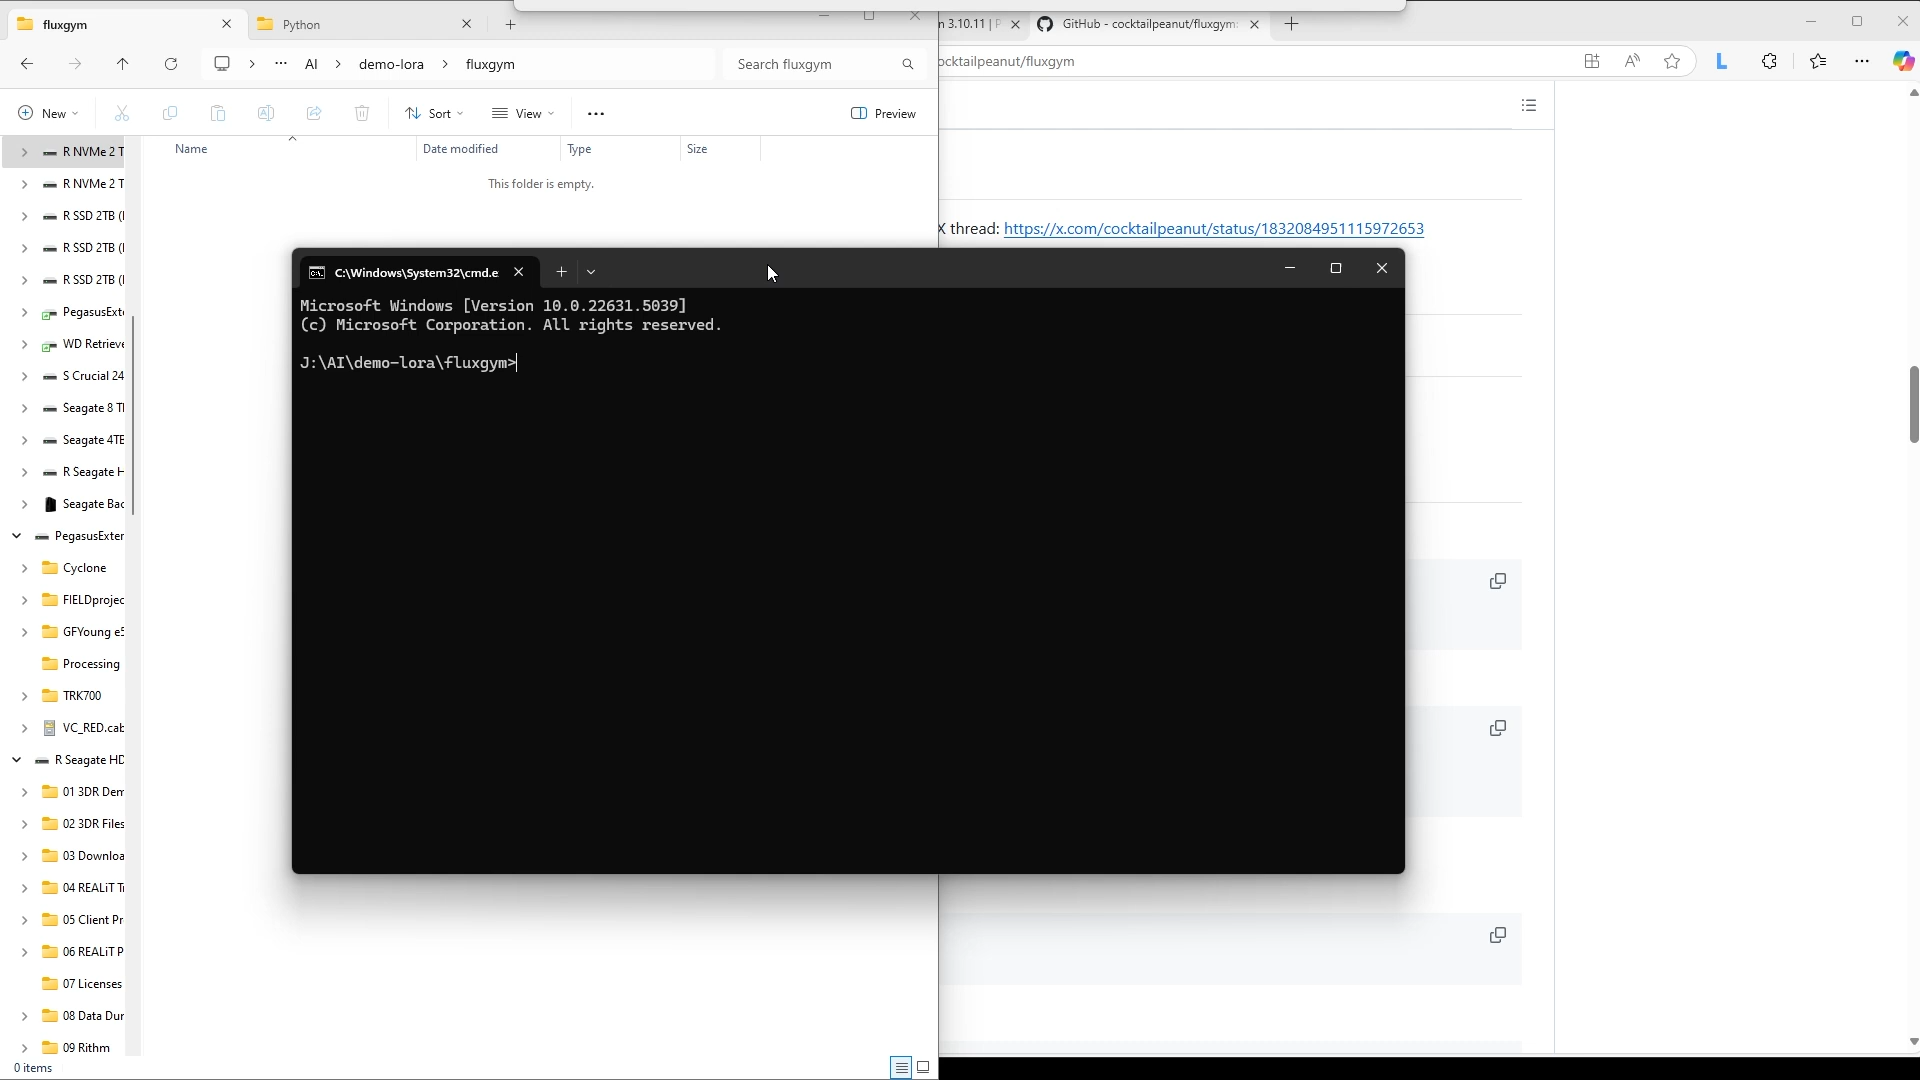 fluxgym
Python
3.10.11 | P
GitHub - cocktailpeanut/fluxgym:
AI
demo-lora
fluxgym
Search fluxgym
ocktailpeanut/fluxgym
New
Sort
View
Preview
Name
Date modified
Type
Size
This folder is empty.
R NVMe 2 T
R NVMe 2 T
R SSD 2TB (
R SSD 2TB (
R SSD 2TB (
PegasusExte
WD Retrieve
S Crucial 24
Seagate 8 T
Seagate 4TE
R Seagate H
Seagate Bac
PegasusExter
Cyclone
FIELDprojec
GFYoung e5
Processing
TRK700
VC_RED.cab
R Seagate HD
01 3DR Dem
02 3DR Files
03 Downloa
04 REALiT Tr
05 Client Pr
06 REALiT P
07 Licenses
08 Data Dur
09 Rithm
0 items
X thread: https://x.com/cocktailpeanut/status/1832084951115972653
C:\Windows\System32\cmd.e
Microsoft Windows [Version 10.0.22631.5039]
(c) Microsoft Corporation. All rights reserved.
J:\AI\demo-lora\fluxgym>